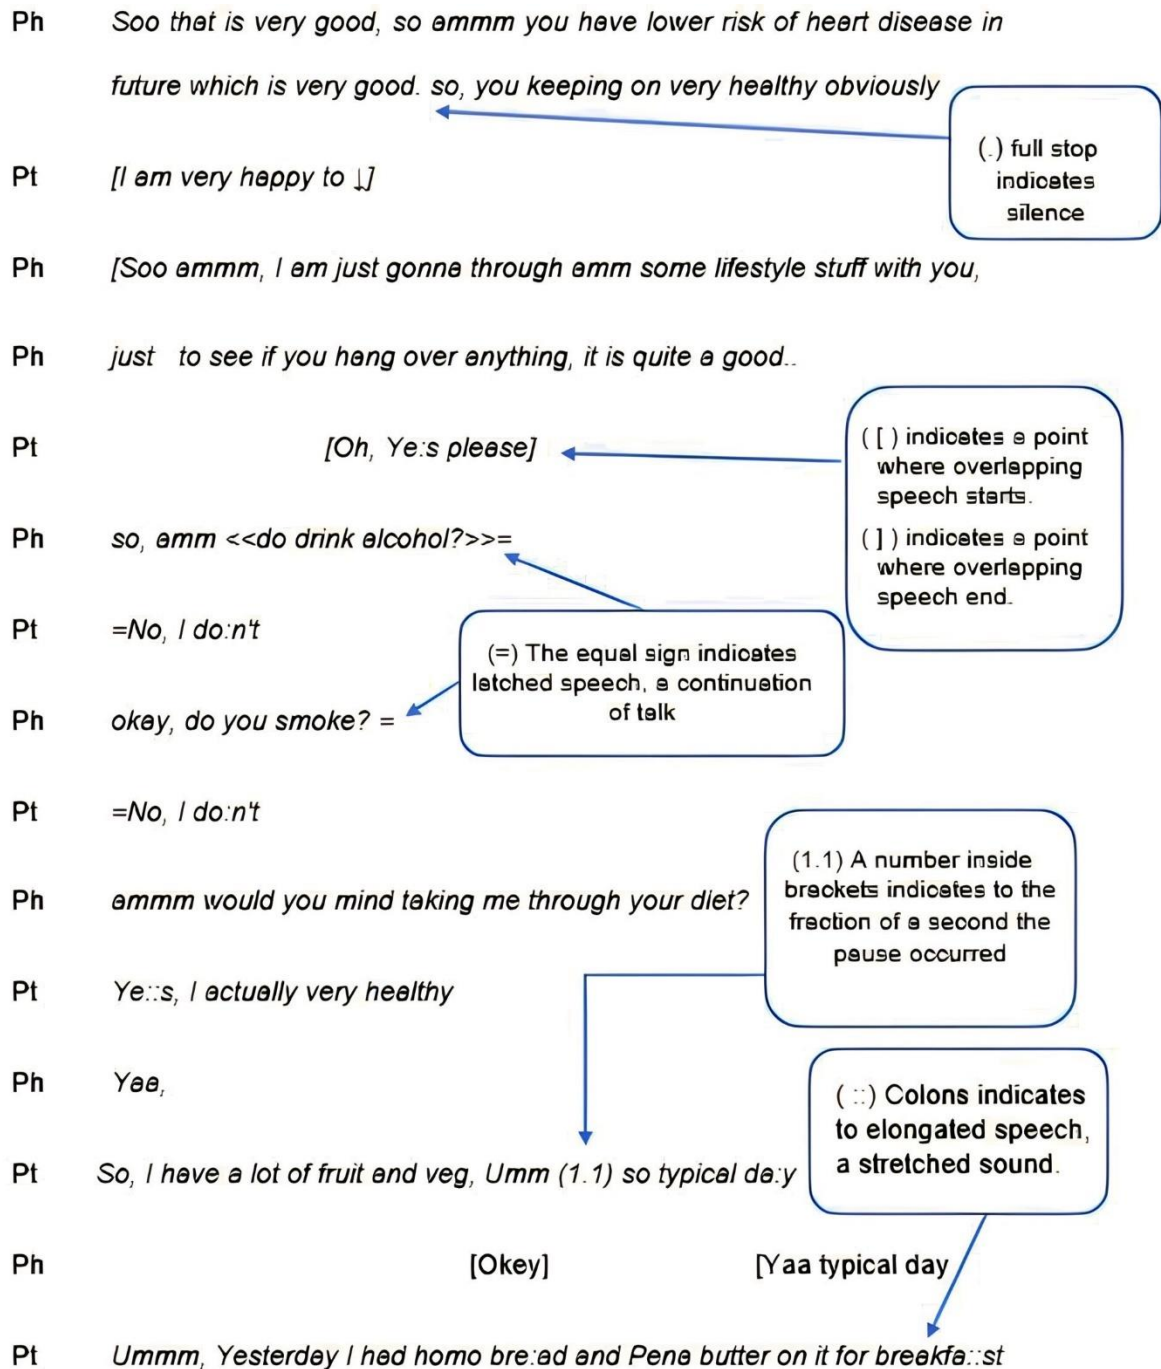 Ph Soo that is very good, so ammm you have lower risk of heart disease in
future which is very good. so, you keeping on very healthy obviously
(.) full stop
indicates
silence
Pt [I am very happy to ↓]
Ph [Soo ammm, I am just gonna through amm some lifestyle stuff with you,
Ph just to see if you hang over anything, it is quite a good..
Pt [Oh, Ye:s please]
( [ ) indicates a point
where overlapping
speech starts.
( ] ) indicates a point
where overlapping
speech end.
Ph so, amm <<do drink alcohol?>>=
Pt =No, I do:n't
(=) The equal sign indicates
latched speech, a continuation
of talk
Ph okay, do you smoke? =
Pt =No, I do:n't
(1.1) A number inside
brackets indicates to the
fraction of a second the
pause occurred
Ph ammm would you mind taking me through your diet?
Pt Ye::s, I actually very healthy
Ph Yaa,
( ::) Colons indicates
to elongated speech,
a stretched sound.
Pt So, I have a lot of fruit and veg, Umm (1.1) so typical da:y
Ph [Okey] [Yaa typical day
Pt Ummm, Yesterday I had homo bre:ad and Pena butter on it for breakfa::st